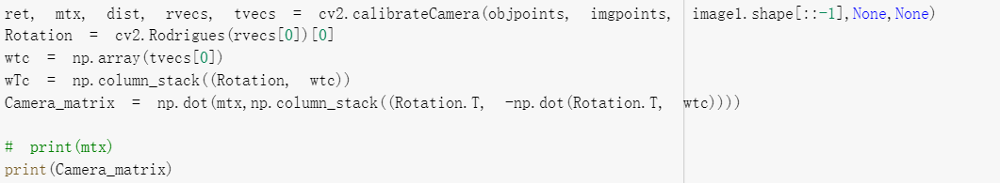 ret, mtx, dist, rvecs, tvecs = cv2.calibrateCamera(objpoints, imgpoints, image1.shape[::-1],None,None)
Rotation = cv2.Rodrigues(rvecs[0])[0]
wtc = np.array(tvecs[0])
wTc = np.column_stack((Rotation, wtc))
Camera_matrix = np.dot(mtx,np.column_stack((Rotation.T, -np.dot(Rotation.T, wtc))))
# print(mtx)
print(Camera_matrix)